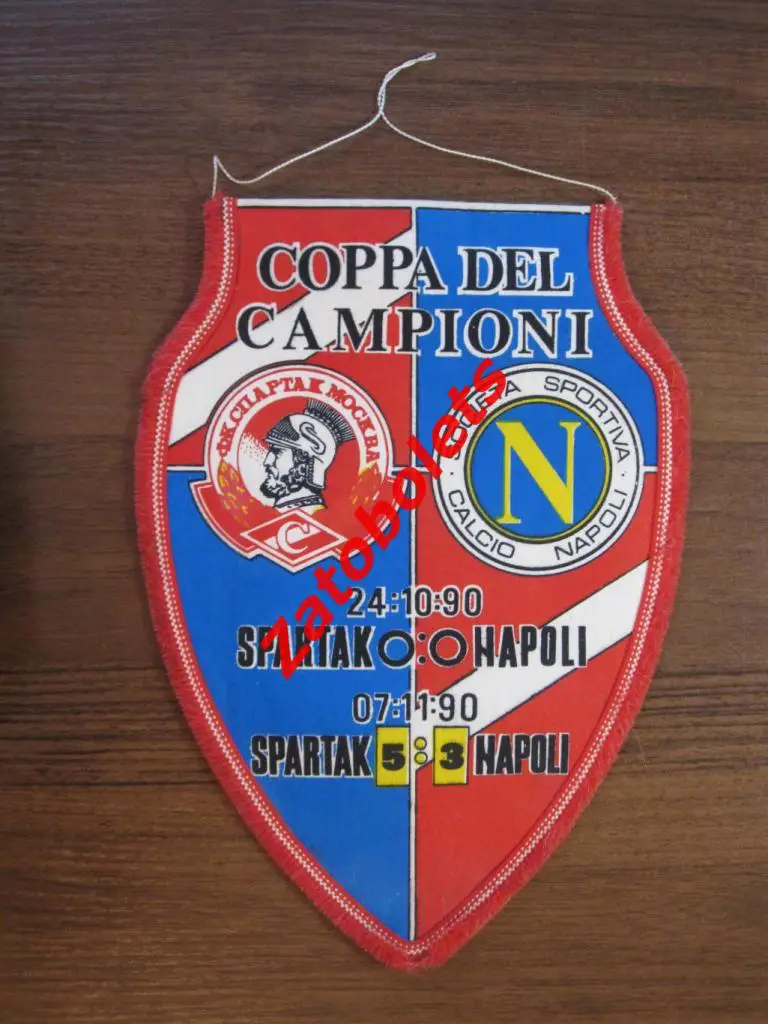 COPPA DEL
CAMPIONI
ФК СПАРТАК МОСКВА
С
SOCIETA SPORTIVA
CALCIO NAPOLI
N
24:10:90
SPARTAK 0:0 NAPOLI
07:11:90
SPARTAK 5:3 NAPOLI
Zatobolets